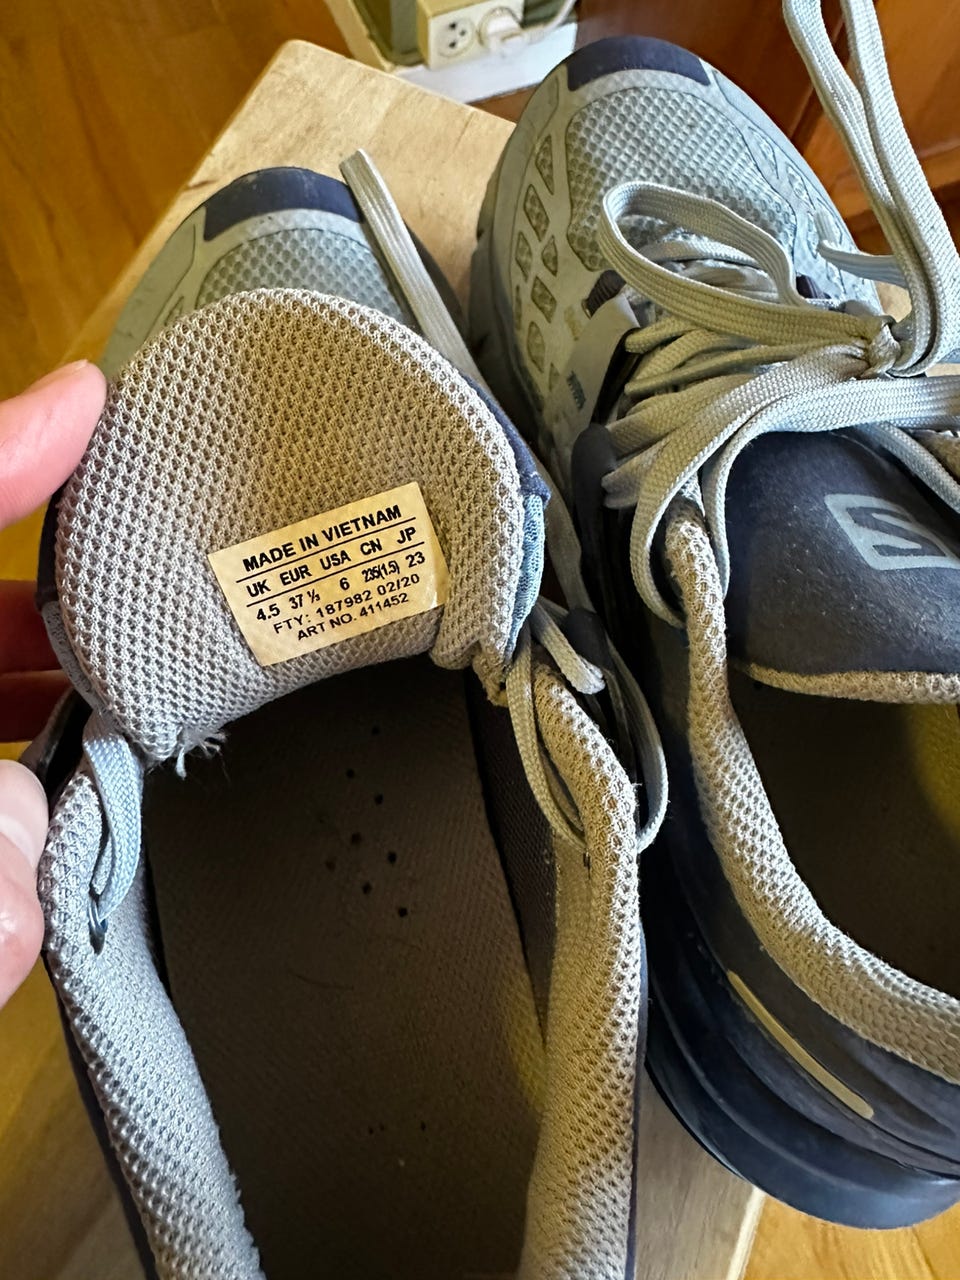 MADE IN VIETNAM
UK EUR USA CN JP
4.5 37 ⅓ 6 235(1.5) 23
FTY: 187982 02/20
ART NO. 411452